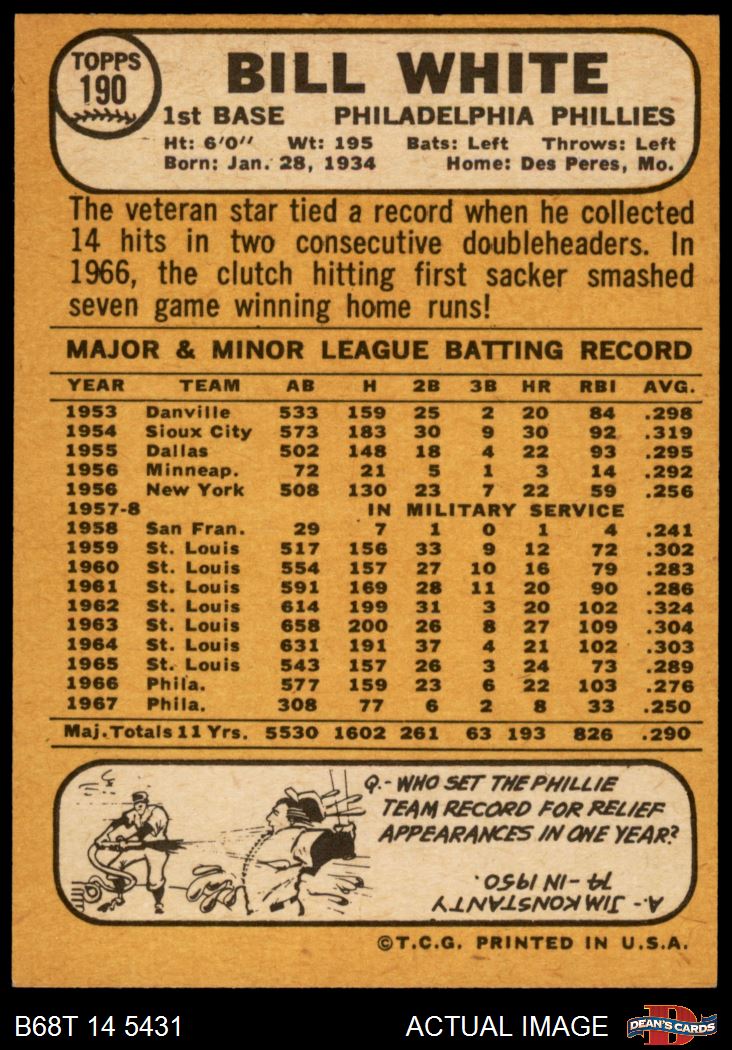 TOPPS
190
BILL WHITE
1st BASE PHILADELPHIA PHILLIES
Ht: 6'0" Wt: 195 Bats: Left Throws: Left
Born: Jan. 28, 1934 Home: Des Peres, Mo.
The veteran star tied a record when he collected
14 hits in two consecutive doubleheaders. In
1966, the clutch hitting first sacker smashed
seven game winning home runs!
MAJOR & MINOR LEAGUE BATTING RECORD
YEAR TEAM AB H 2B 3B HR RBI AVG.
1953 Danville 533 159 25 2 20 84 .298
1954 Sioux City 573 183 30 9 30 92 .319
1955 Dallas 502 148 18 4 22 93 .295
1956 Minneap. 72 21 5 1 3 14 .292
1956 New York 508 130 23 7 22 59 .256
1957-8 IN MILITARY SERVICE
1958 San Fran. 29 7 1 0 1 4 .241
1959 St. Louis 517 156 33 9 12 72 .302
1960 St. Louis 554 157 27 10 16 79 .283
1961 St. Louis 591 169 28 11 20 90 .286
1962 St. Louis 614 199 31 3 20 102 .324
1963 St. Louis 658 200 26 8 27 109 .304
1964 St. Louis 631 191 37 4 21 102 .303
1965 St. Louis 543 157 26 3 24 73 .289
1966 Phila. 577 159 23 6 22 103 .276
1967 Phila. 308 77 6 2 8 33 .250
Maj. Totals 11 Yrs. 5530 1602 261 63 193 826 .290
Q.- WHO SET THE PHILLIE
TEAM RECORD FOR RELIEF
APPEARANCES IN ONE YEAR?
A.- JIM KONSTANTY
74-IN 1950.
©T.C.G. PRINTED IN U.S.A.
B68T 14 5431 ACTUAL IMAGE
D
DEAN'S CARDS